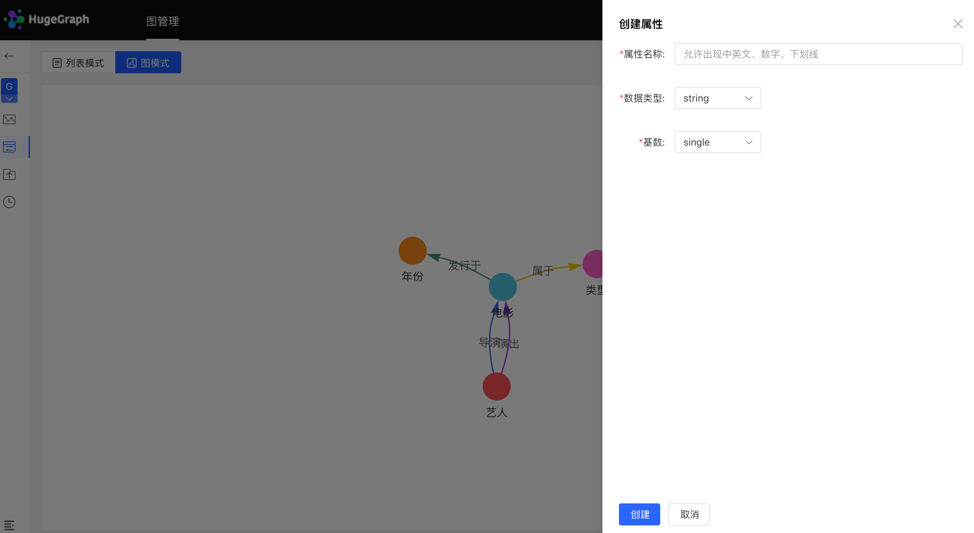 HugeGraph
图管理
G
列表模式
图模式
年份
发行于
属于
电影
导演
演出
艺人
创建属性
*属性名称:
允许出现中英文、数字、下划线
*数据类型:
string
*基数:
single
创建
取消